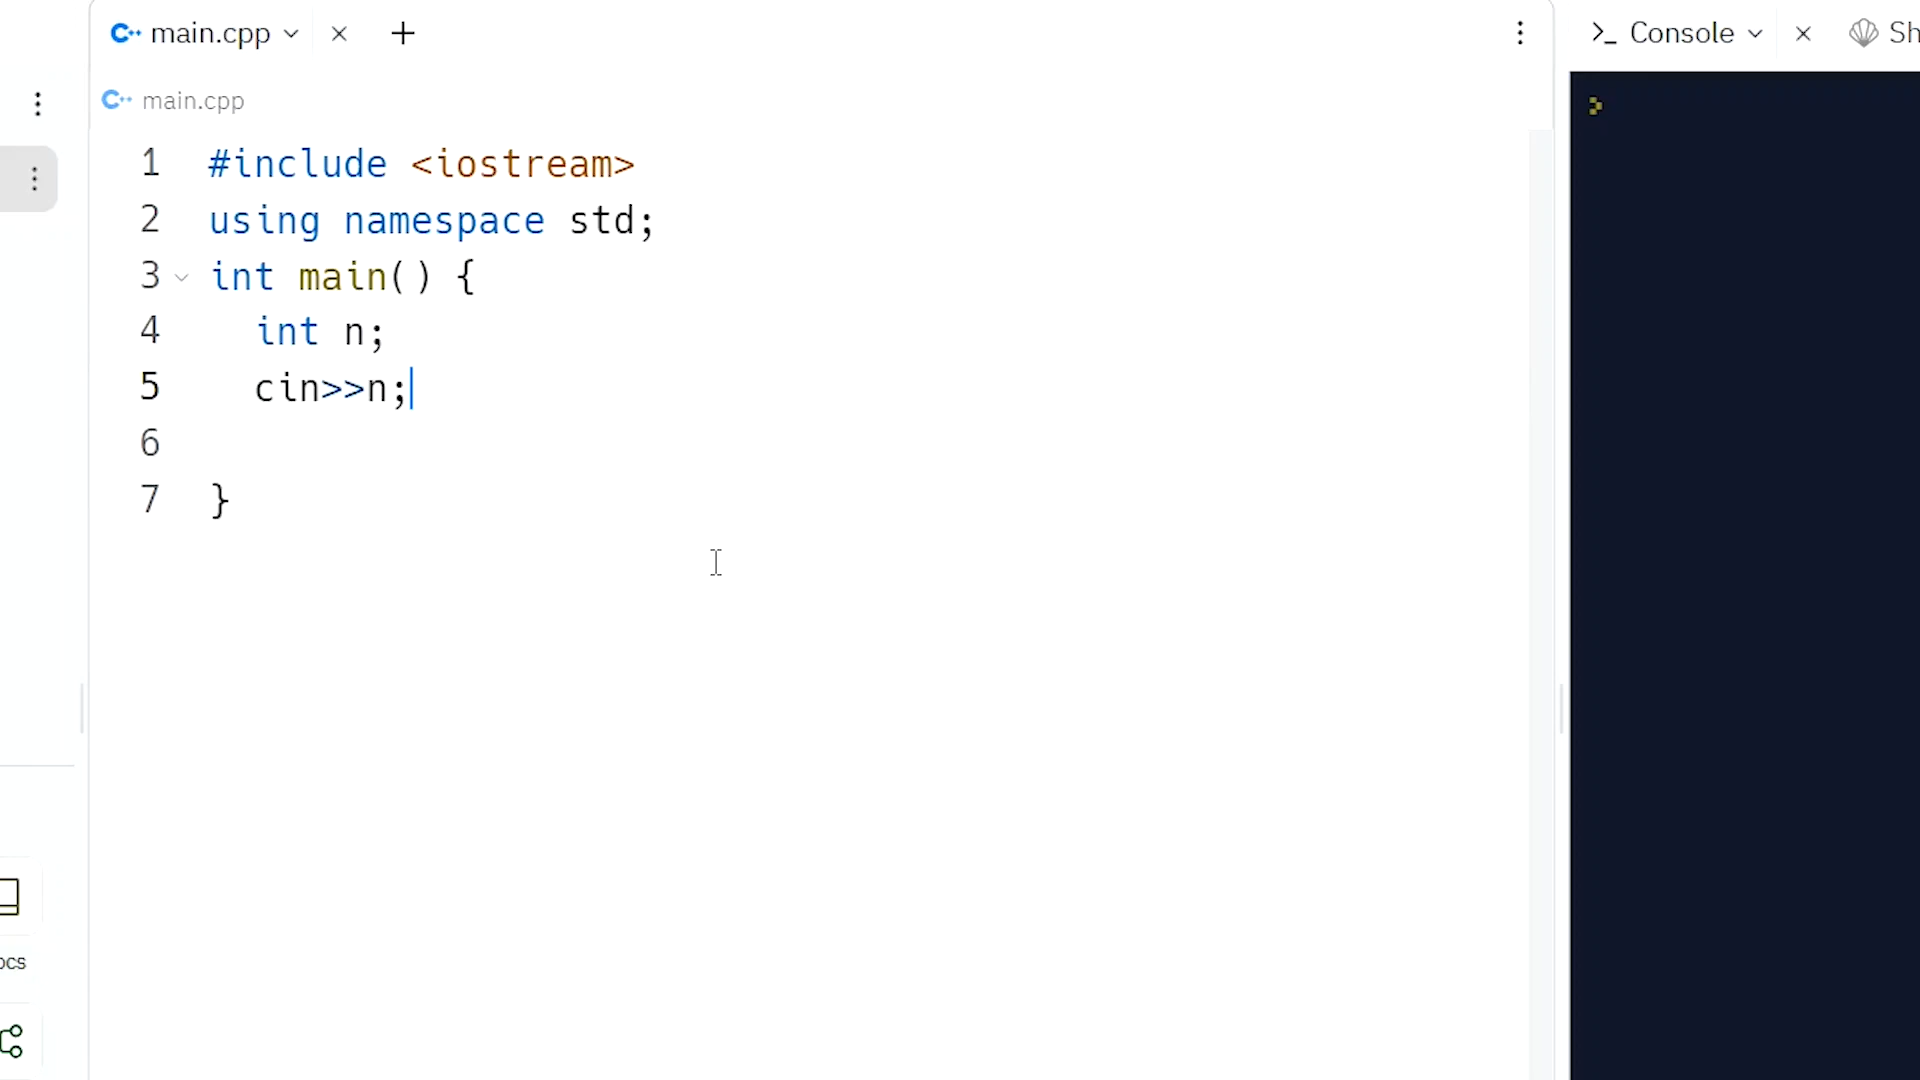 main.cpp
Console
Sh
main.cpp
1 #include <iostream>
2 using namespace std;
3 int main() {
4   int n;
5   cin>>n;
6
7 }
ocs